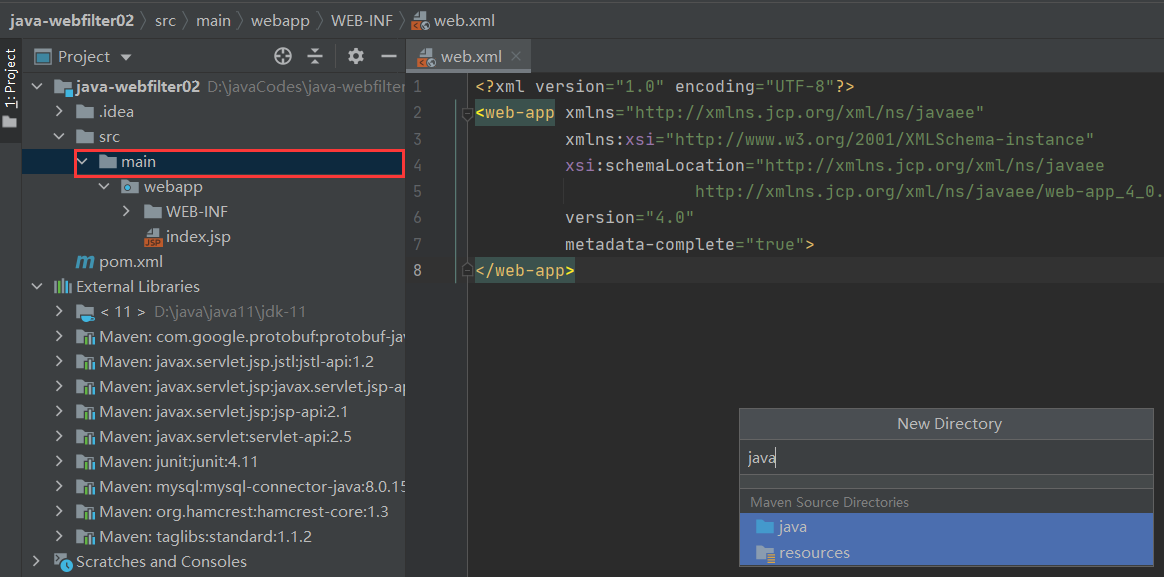 java-webfilter02 src main webapp WEB-INF web.xml
1: Project
Project
java-webfilter02 D:\javaCodes\java-webfilter
.idea
src
main
webapp
WEB-INF
index.jsp
pom.xml
External Libraries
< 11 > D:\java\java11\jdk-11
Maven: com.google.protobuf:protobuf-jav
Maven: javax.servlet.jsp.jstl:jstl-api:1.2
Maven: javax.servlet.jsp:javax.servlet.jsp-ap
Maven: javax.servlet.jsp:jsp-api:2.1
Maven: javax.servlet:servlet-api:2.5
Maven: junit:junit:4.11
Maven: mysql:mysql-connector-java:8.0.15
Maven: org.hamcrest:hamcrest-core:1.3
Maven: taglibs:standard:1.1.2
Scratches and Consoles
web.xml
1 <?xml version="1.0" encoding="UTF-8"?>
2 <web-app xmlns="http://xmlns.jcp.org/xml/ns/javaee"
3 xmlns:xsi="http://www.w3.org/2001/XMLSchema-instance"
4 xsi:schemaLocation="http://xmlns.jcp.org/xml/ns/javaee
5 http://xmlns.jcp.org/xml/ns/javaee/web-app_4_0.
6 version="4.0"
7 metadata-complete="true">
8 </web-app>
New Directory
java
Maven Source Directories
java
resources